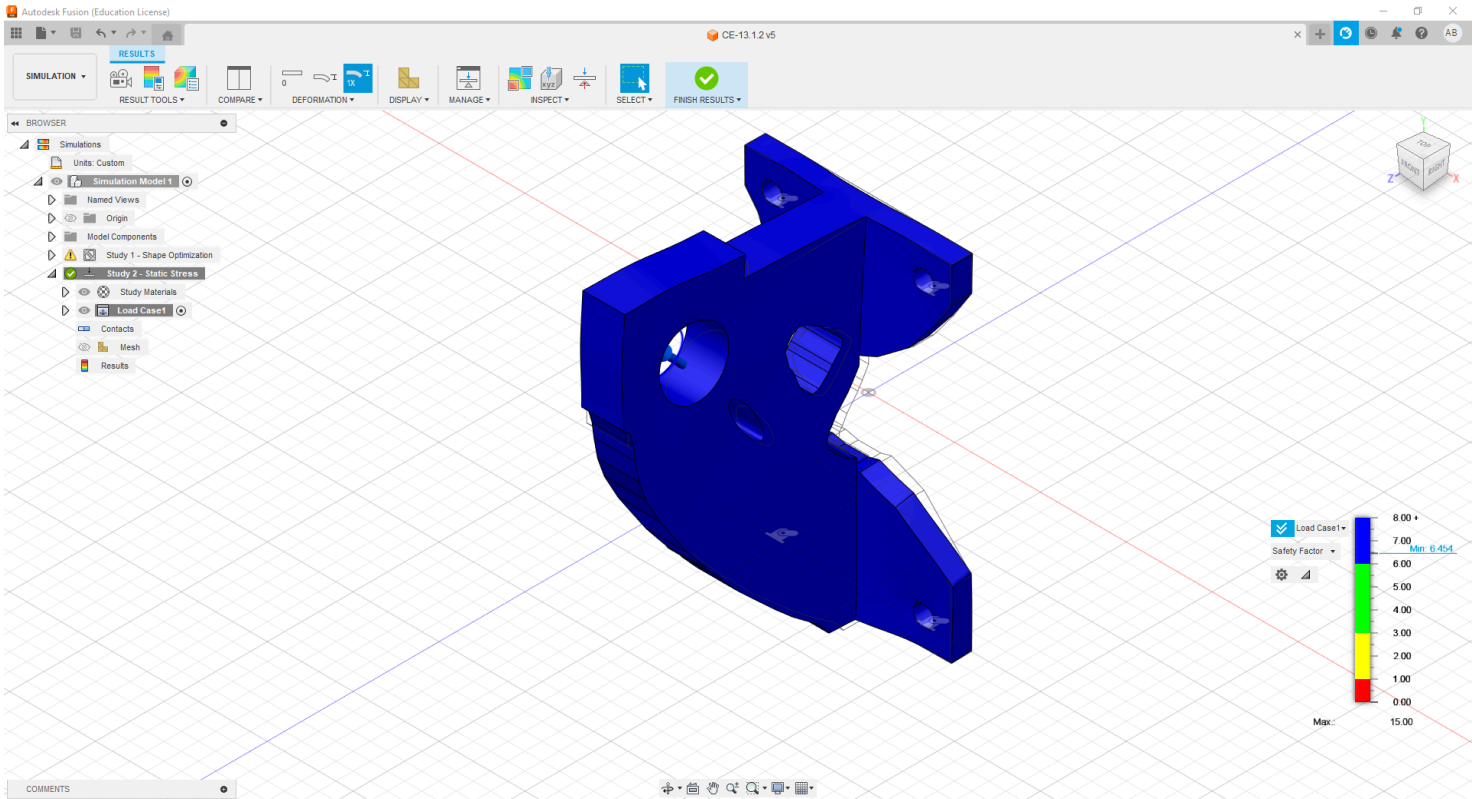 Autodesk Fusion (Education License)
CE-13.1.2 v5
AB
RESULTS
SIMULATION
0
1X
xyz
RESULT TOOLS
COMPARE
DEFORMATION
DISPLAY
MANAGE
INSPECT
SELECT
FINISH RESULTS
BROWSER
Simulations
Units: Custom
Simulation Model 1
Named Views
Origin
Model Components
Study 1 - Shape Optimization
Study 2 - Static Stress
Study Materials
Load Case1
Contacts
Mesh
Results
Y
TOP
FRONT
RIGHT
Z
X
Load Case1
Safety Factor
8.00 +
7.00
Min: 6.454
6.00
5.00
4.00
3.00
2.00
1.00
0.00
Max.: 15.00
COMMENTS